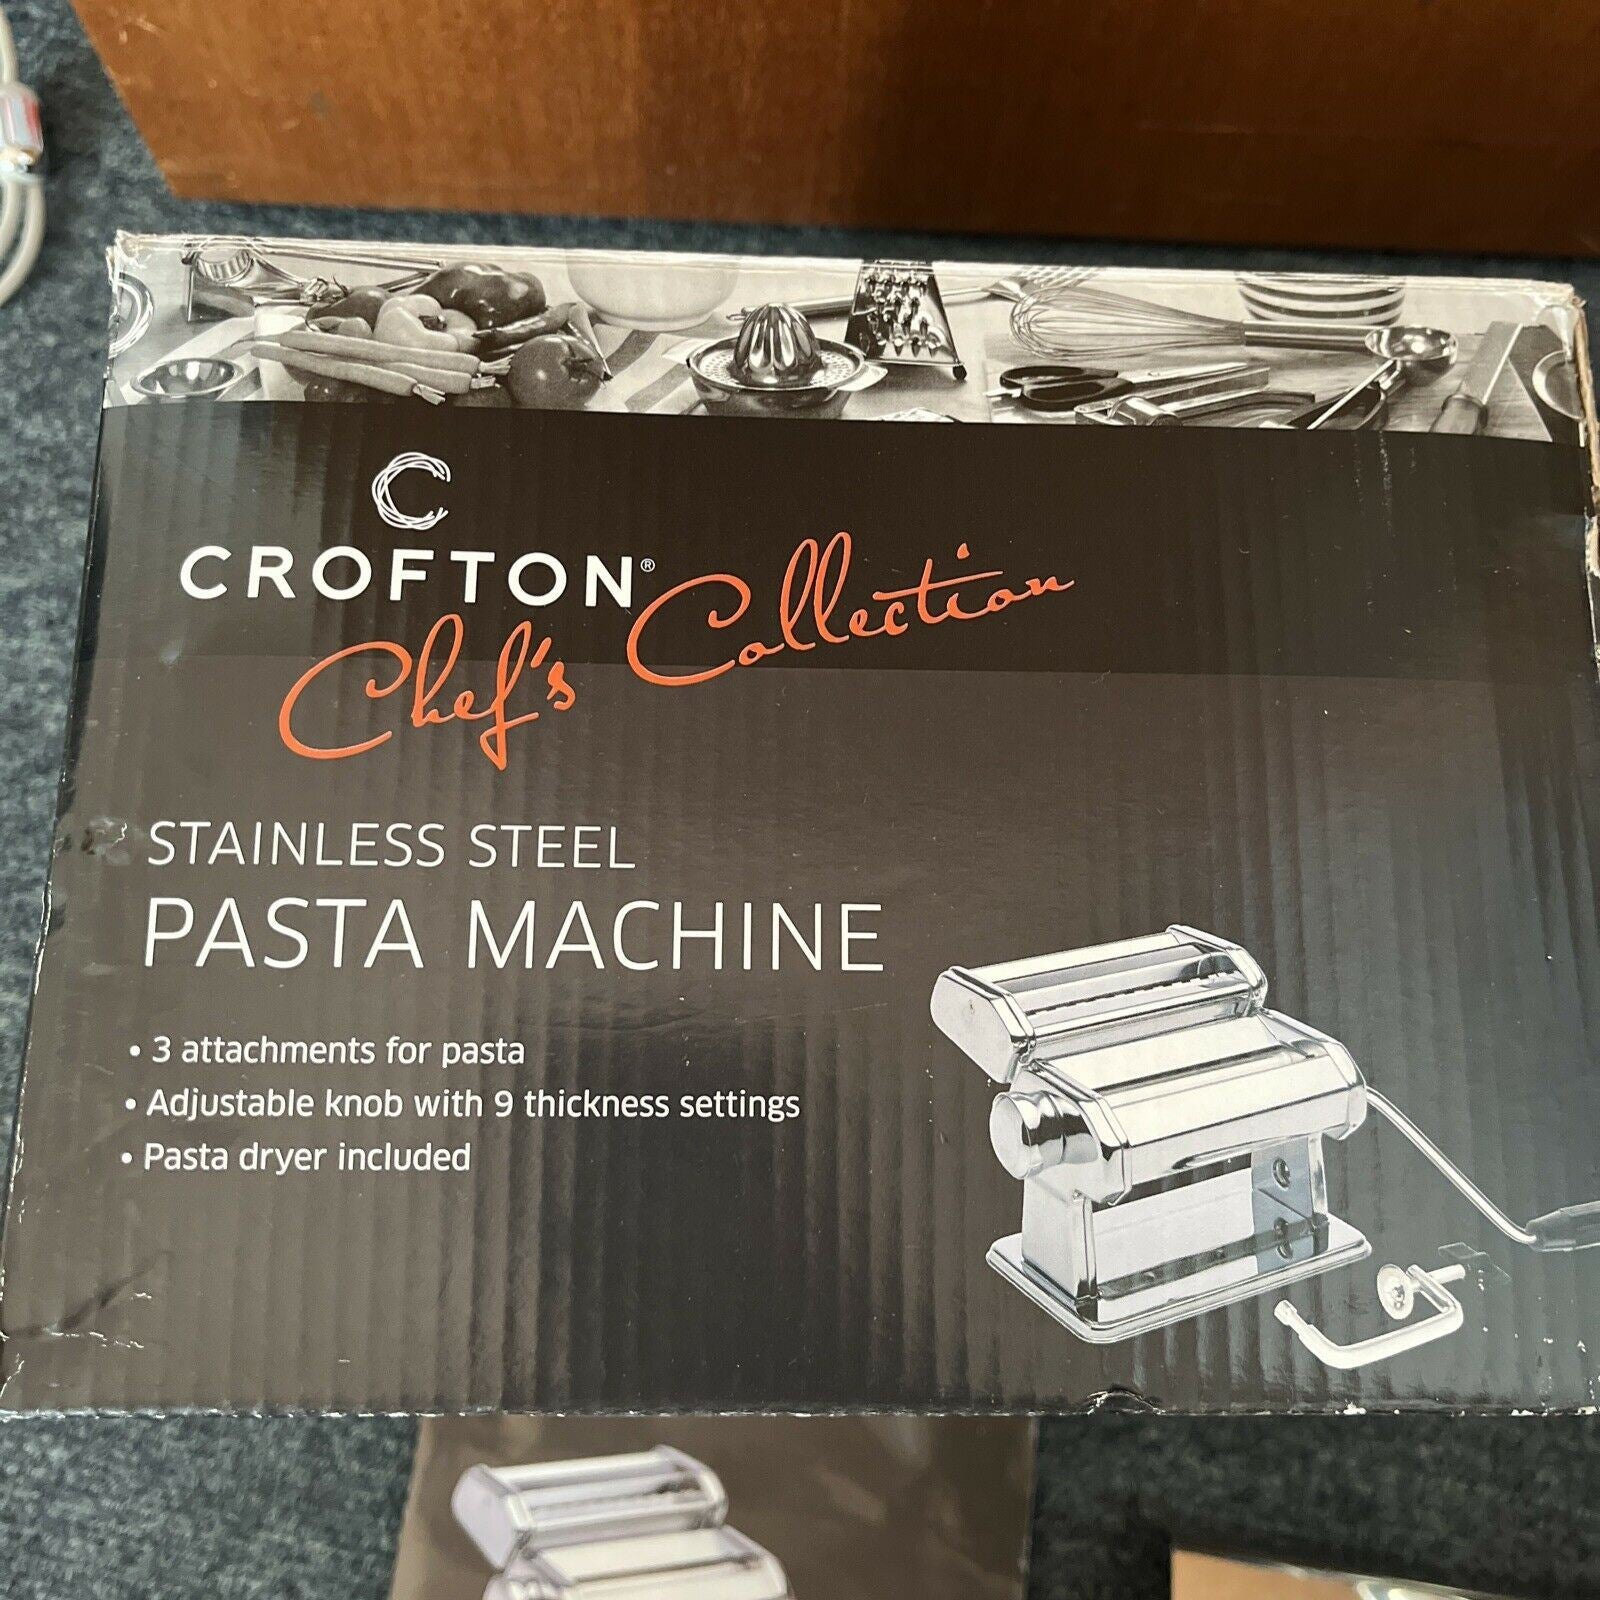 C
CROFTON®
Chef's Collection
STAINLESS STEEL
PASTA MACHINE
• 3 attachments for pasta
• Adjustable knob with 9 thickness settings
• Pasta dryer included